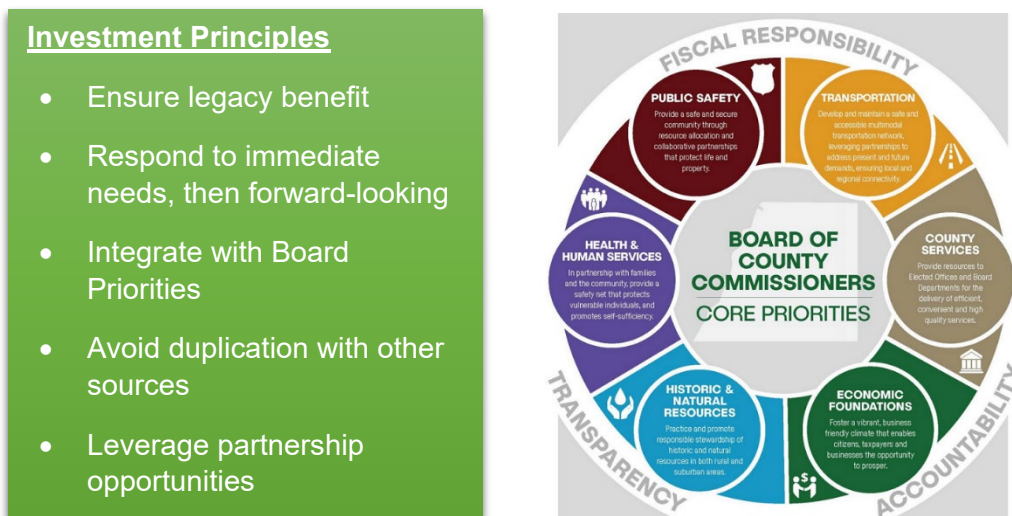 Investment Principles
• Ensure legacy benefit
• Respond to immediate
needs, then forward-looking
• Integrate with Board
Priorities
• Avoid duplication with other
sources
• Leverage partnership
opportunities
FISCAL RESPONSIBILITY
PUBLIC SAFETY
Provide a safe and secure
community through
resource allocation and
collaborative partnerships
that protect life and
property.
TRANSPORTATION
Develop and maintain a safe and
accessible multimodal
transportation network,
leveraging partnerships to
address present and future
demands, ensuring local and
regional connectivity.
HEALTH &
HUMAN SERVICES
In partnership with families
and the community, provide a
safety net that protects
vulnerable individuals, and
promotes self-sufficiency.
BOARD OF
COUNTY
COMMISSIONERS
CORE PRIORITIES
COUNTY
SERVICES
Provide resources to
Elected Offices and Board
Departments for the
delivery of efficient,
convenient and high
quality services.
HISTORIC &
NATURAL
RESOURCES
Practice and promote
responsible stewardship of
historic and natural
resources in both rural and
suburban areas.
ECONOMIC
FOUNDATIONS
Foster a vibrant, business
friendly climate that enables
citizens, taxpayers and
businesses the opportunity
to prosper.
$
TRANSPARENCY
ACCOUNTABILITY